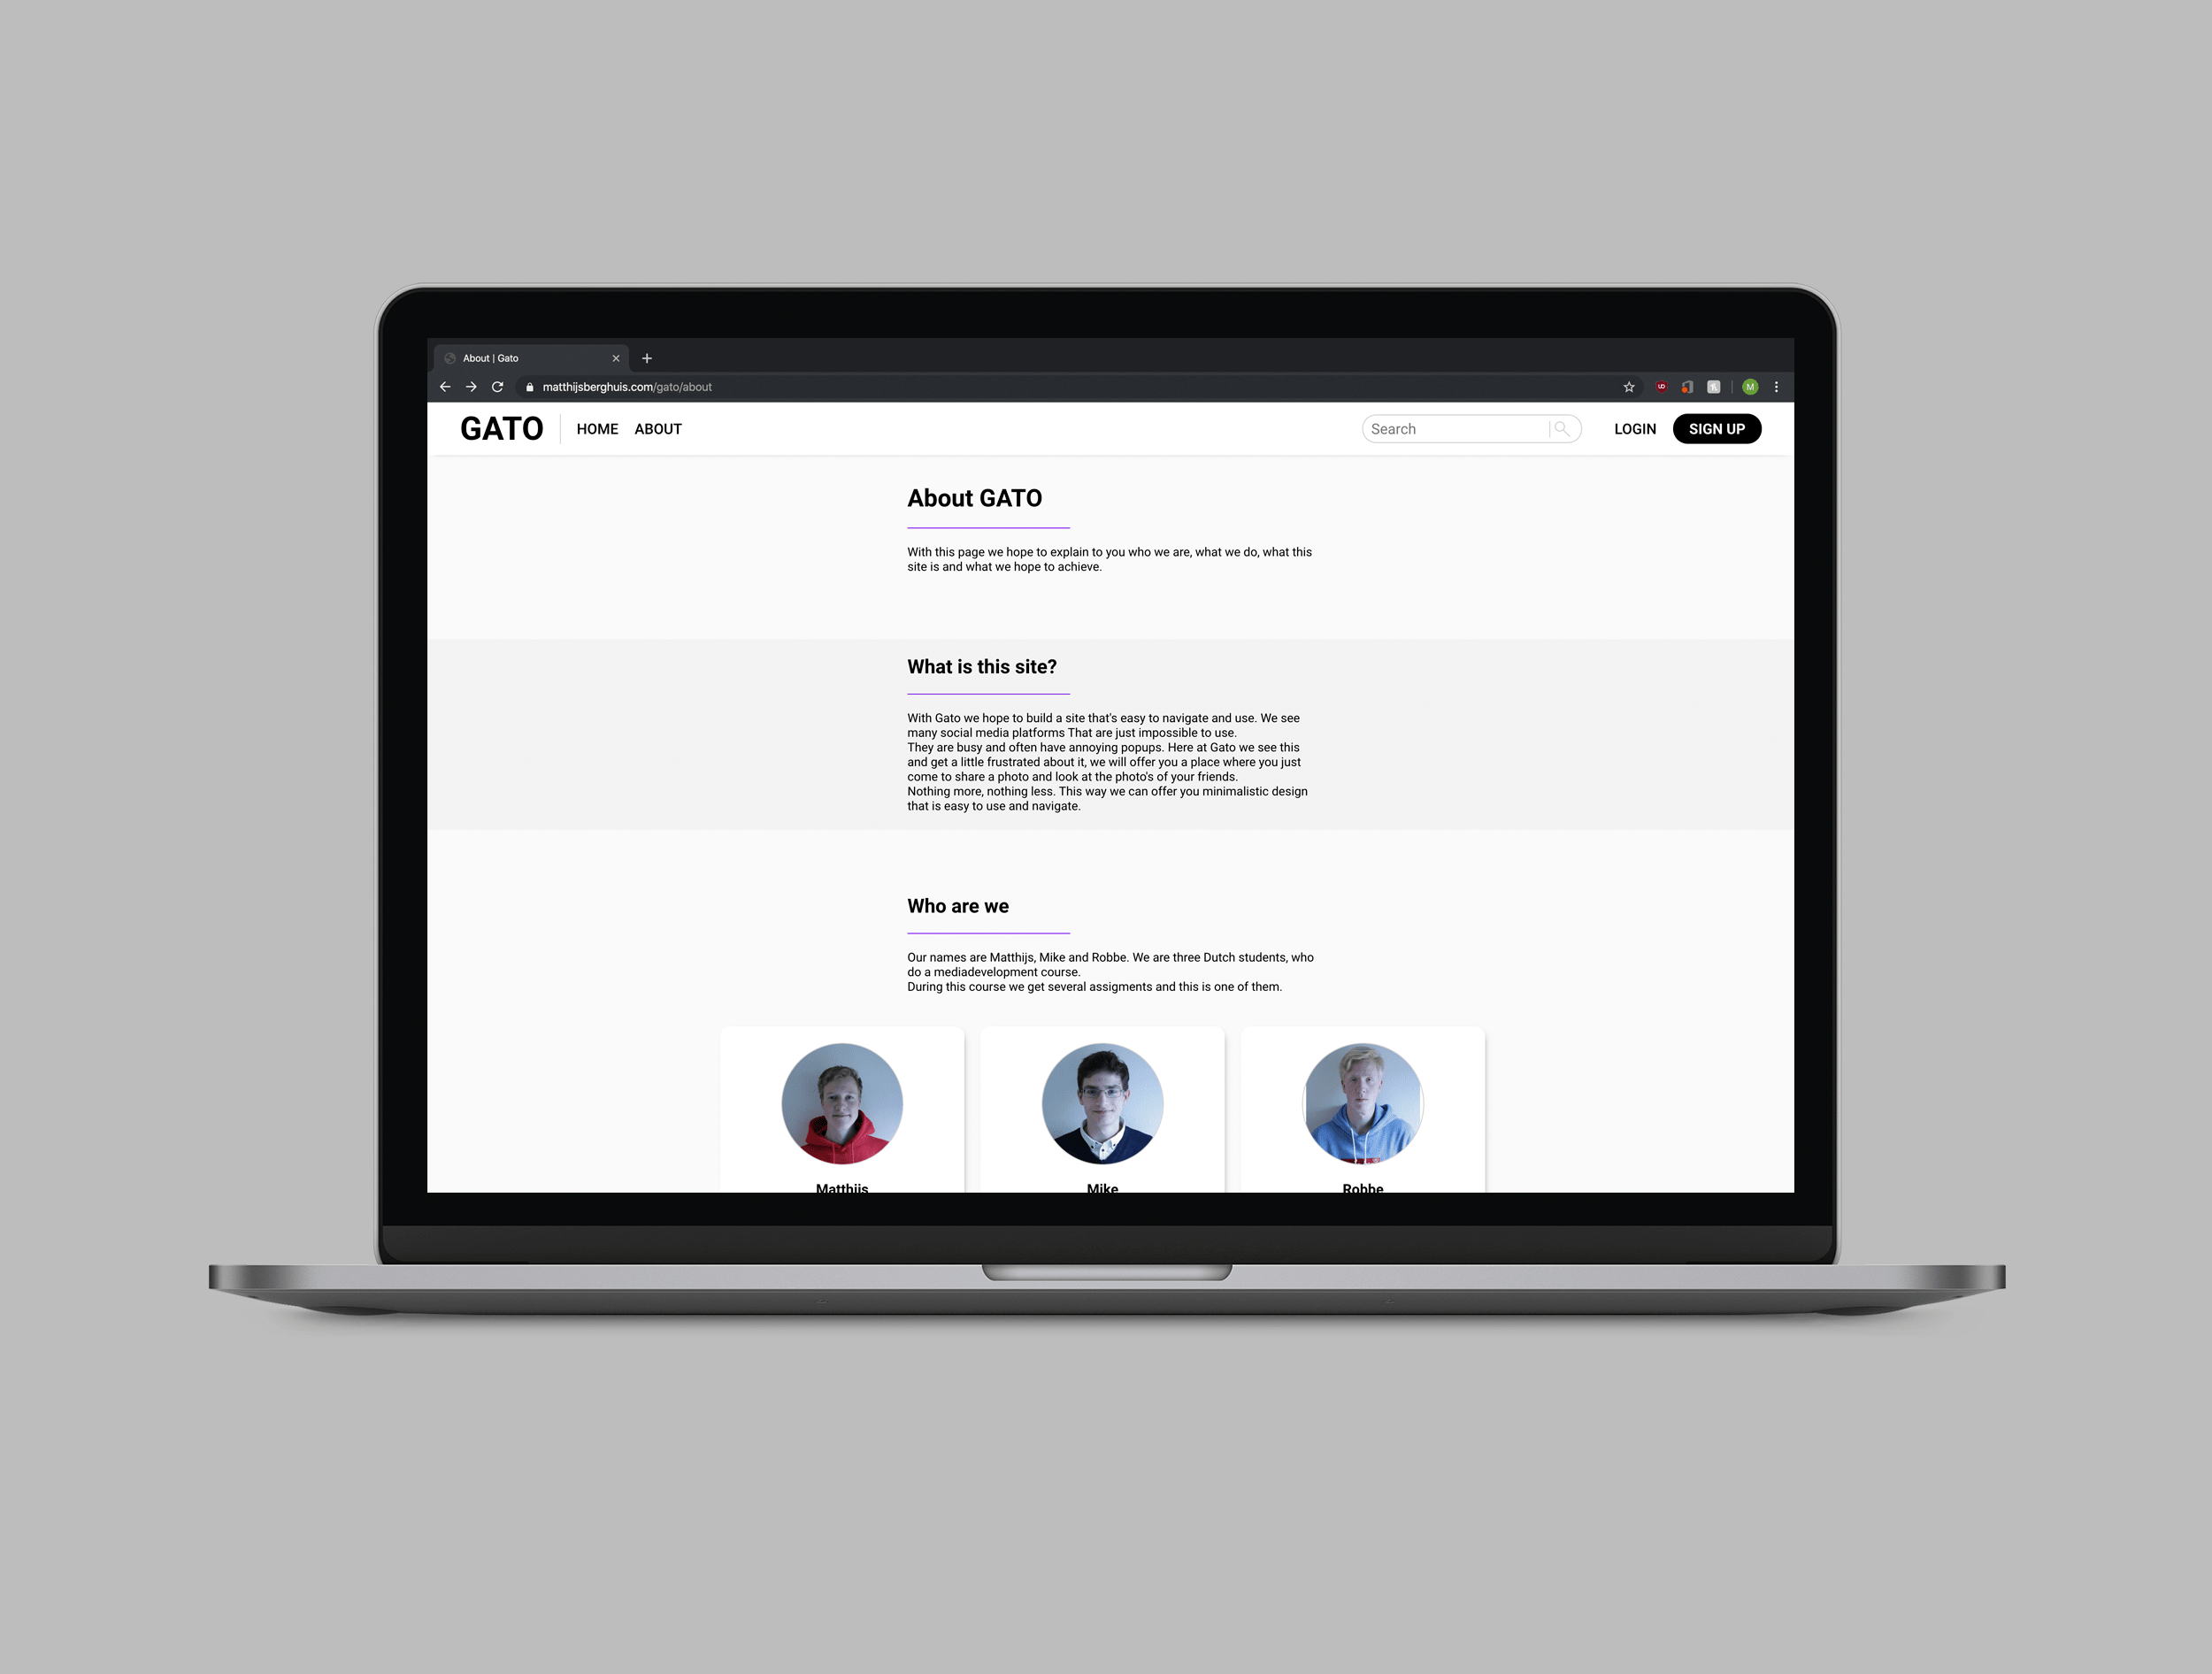 About | Gato
matthijsberghuis.com/gato/about
M
GATO
HOME ABOUT
Search
LOGIN
SIGN UP
About GATO
With this page we hope to explain to you who we are, what we do, what this
site is and what we hope to achieve.
What is this site?
With Gato we hope to build a site that's easy to navigate and use. We see
many social media platforms That are just impossible to use.
They are busy and often have annoying popups. Here at Gato we see this
and get a little frustrated about it, we will offer you a place where you just
come to share a photo and look at the photo's of your friends.
Nothing more, nothing less. This way we can offer you minimalistic design
that is easy to use and navigate.
Who are we
Our names are Matthijs, Mike and Robbe. We are three Dutch students, who
do a mediadevelopment course.
During this course we get several assigments and this is one of them.
Matthijs
Mike
Robbe